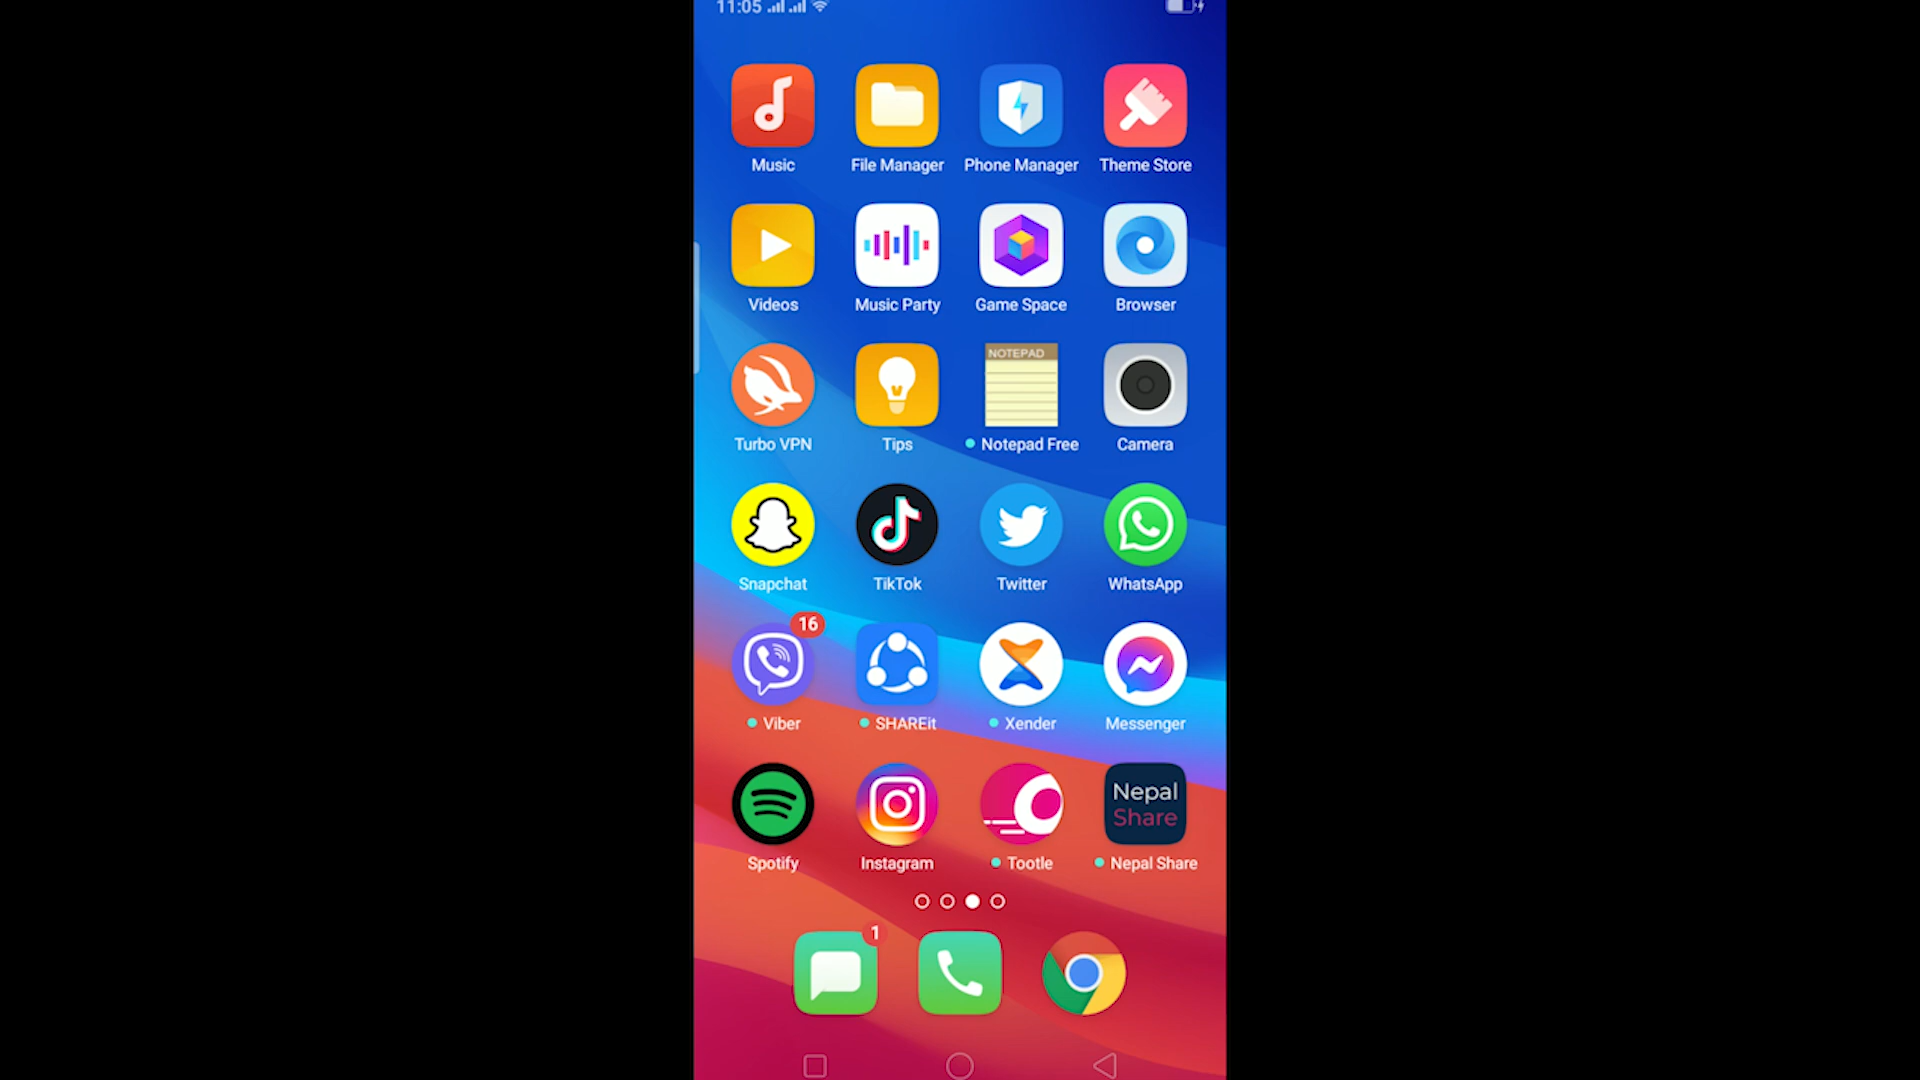 11:05
Music
File Manager
Phone Manager
Theme Store
Videos
Music Party
Game Space
Browser
NOTEPAD
Turbo VPN
Tips
Notepad Free
Camera
Snapchat
TikTok
Twitter
WhatsApp
16
Viber
SHAREit
Xender
Messenger
Nepal
Share
Spotify
Instagram
Tootle
Nepal Share
1